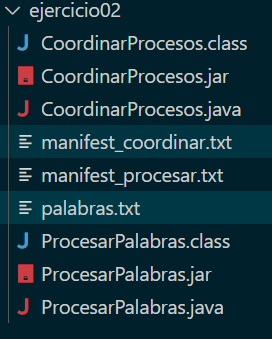 ejercicio02
CoordinarProcesos.class
CoordinarProcesos.jar
CoordinarProcesos.java
manifest_coordinar.txt
manifest_procesar.txt
palabras.txt
ProcesarPalabras.class
ProcesarPalabras.jar
ProcesarPalabras.java